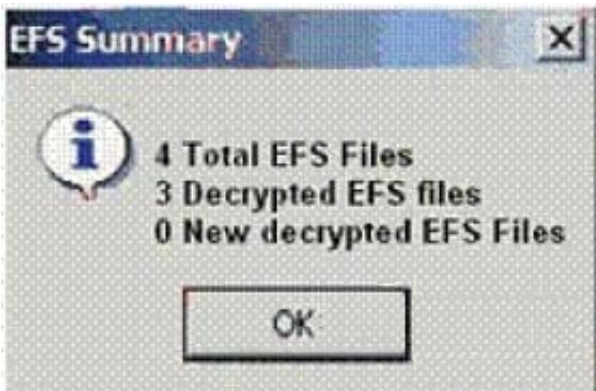 EFS Summary
4 Total EFS Files
3 Decrypted EFS files
0 New decrypted EFS Files
OK